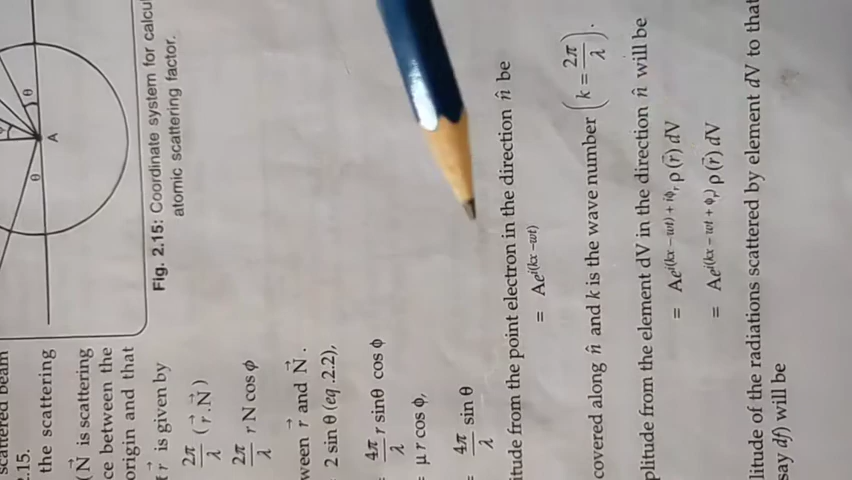 θ
θ
A
Fig. 2.15: Coordinate system for calcul
atomic scattering factor.
scattered beam
2.15.
the scattering
(N⃗ is scattering
ce between the
origin and that
r⃗ is given by
2π/λ (r⃗.N⃗)
2π/λ r N cos ϕ
ween r⃗ and N⃗.
2 sin θ (eq.2.2),
4π/λ r sinθ cos ϕ
= μ r cos ϕ,
= 4π/λ sin θ
itude from the point electron in the direction n̂ be
= Ae^{i(kx −wt)}
covered along n̂ and k is the wave number (k = 2π/λ).
plitude from the element dV in the direction n̂ will be
= Ae^{i(kx −wt) + iϕ_r} ρ(r⃗) dV
= Ae^{i(kx − wt + ϕ_r)} ρ(r⃗) dV
litude of the radiations scattered by element dV to that
say df) will be